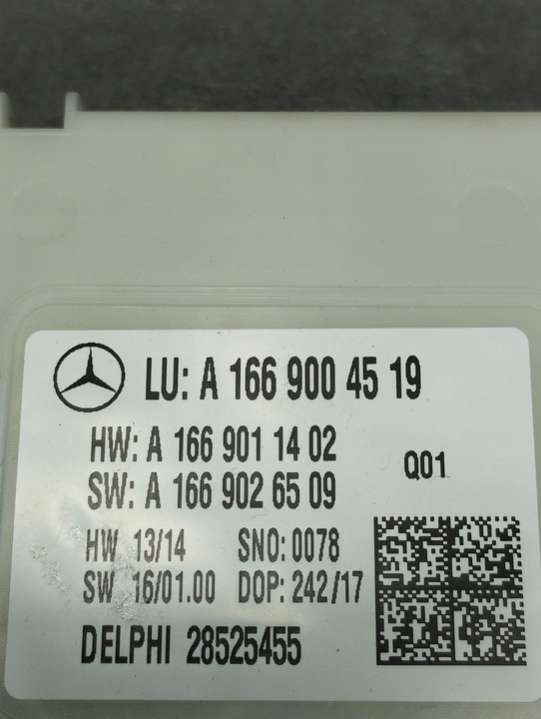 LU: A 166 900 45 19
HW: A 166 901 14 02
SW: A 166 902 65 09
Q01
HW 13/14 SNO: 0078
SW 16/01.00 DOP: 242/17
DELPHI 28525455